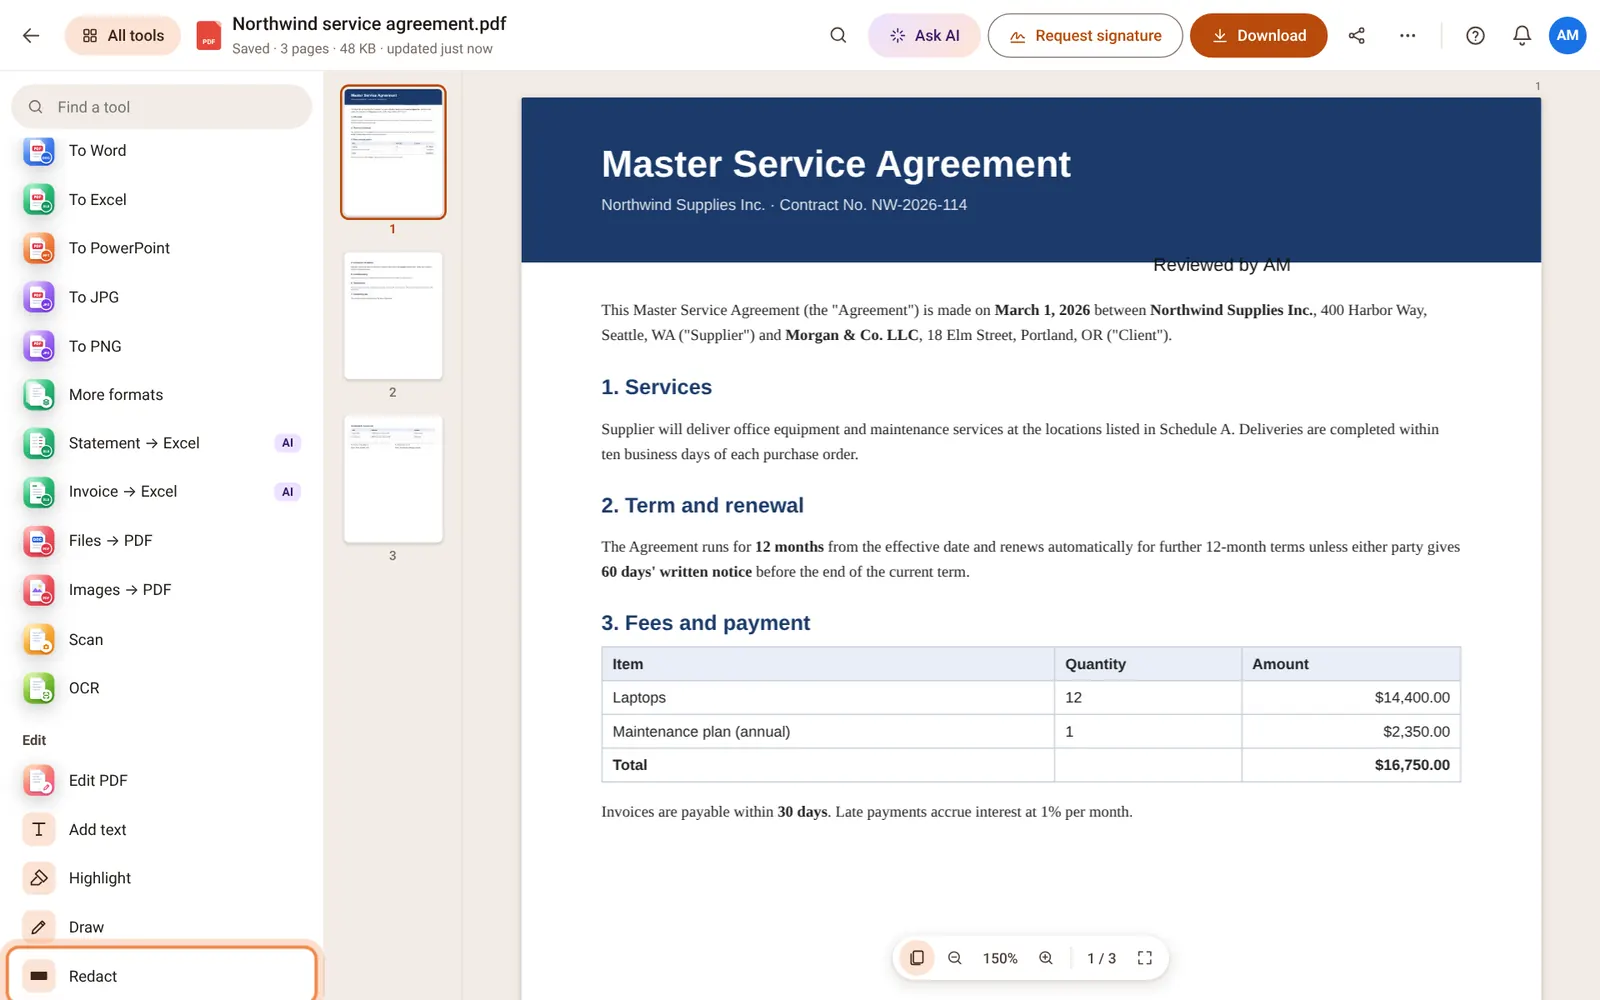 All tools
PDF
Northwind service agreement.pdf
Saved · 3 pages · 48 KB · updated just now
Ask AI
Request signature
Download
AM
Find a tool
To Word
To Excel
To PowerPoint
To JPG
To PNG
More formats
Statement → Excel AI
Invoice → Excel AI
Files → PDF
Images → PDF
Scan
OCR
Edit
Edit PDF
Add text
Highlight
Draw
Redact
1
2
3
1
Master Service Agreement
Northwind Supplies Inc. · Contract No. NW-2026-114
Reviewed by AM
This Master Service Agreement (the "Agreement") is made on March 1, 2026 between Northwind Supplies Inc., 400 Harbor Way,
Seattle, WA ("Supplier") and Morgan & Co. LLC, 18 Elm Street, Portland, OR ("Client").
1. Services
Supplier will deliver office equipment and maintenance services at the locations listed in Schedule A. Deliveries are completed within
ten business days of each purchase order.
2. Term and renewal
The Agreement runs for 12 months from the effective date and renews automatically for further 12-month terms unless either party gives
60 days' written notice before the end of the current term.
3. Fees and payment
Item Quantity Amount
Laptops 12 $14,400.00
Maintenance plan (annual) 1 $2,350.00
Total $16,750.00
Invoices are payable within 30 days. Late payments accrue interest at 1% per month.
150% 1 / 3